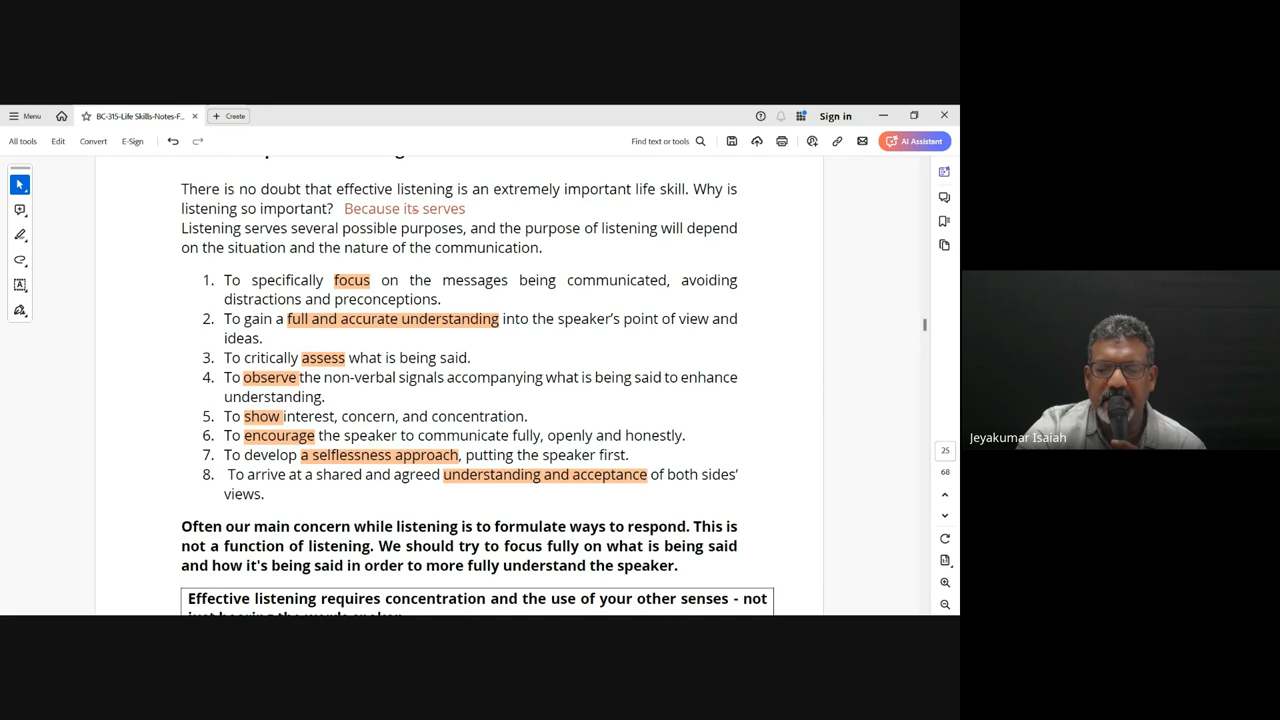 Menu
BC-315-Life Skills-Notes-F...
Create
Sign in
All tools Edit Convert E-Sign
Find text or tools
AI Assistant
There is no doubt that effective listening is an extremely important life skill. Why is
listening so important? Because its serves
Listening serves several possible purposes, and the purpose of listening will depend
on the situation and the nature of the communication.
1. To specifically focus on the messages being communicated, avoiding
distractions and preconceptions.
2. To gain a full and accurate understanding into the speaker's point of view and
ideas.
3. To critically assess what is being said.
4. To observe the non-verbal signals accompanying what is being said to enhance
understanding.
5. To show interest, concern, and concentration.
6. To encourage the speaker to communicate fully, openly and honestly.
7. To develop a selflessness approach, putting the speaker first.
8. To arrive at a shared and agreed understanding and acceptance of both sides'
views.
Often our main concern while listening is to formulate ways to respond. This is
not a function of listening. We should try to focus fully on what is being said
and how it's being said in order to more fully understand the speaker.
Effective listening requires concentration and the use of your other senses - not
25
68
Jeyakumar Isaiah